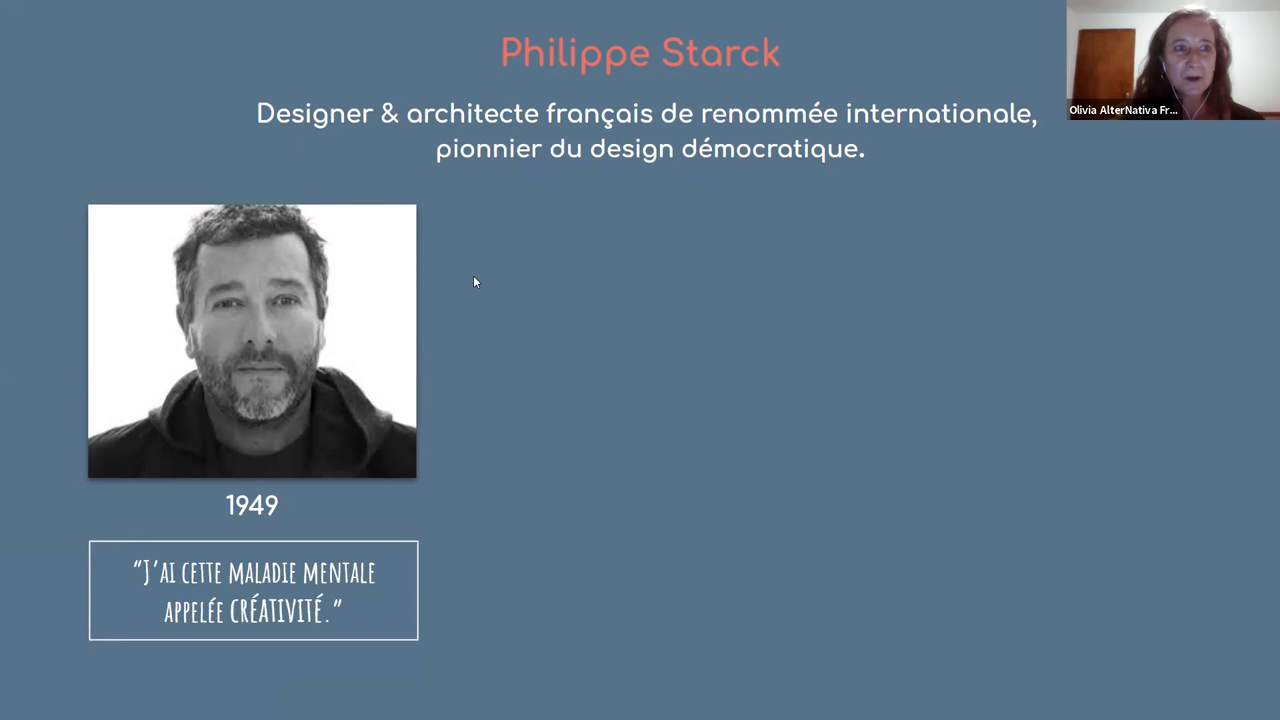 Philippe Starck
Designer & architecte français de renommée internationale,
pionnier du design démocratique.
Olivia AlterNativa Fr...
1949
“J’AI CETTE MALADIE MENTALE
APPELÉE CRÉATIVITÉ.”